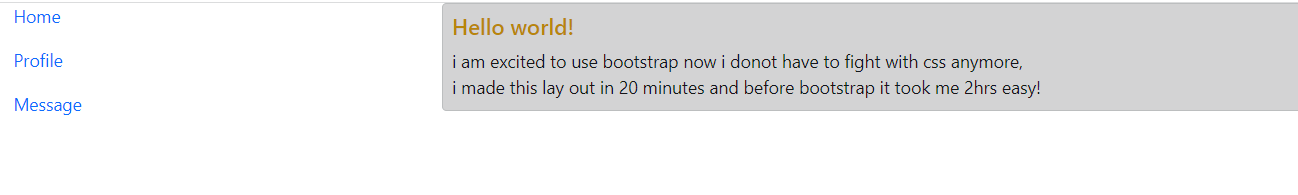 Home
Profile
Message
Hello world!
i am excited to use bootstrap now i donot have to fight with css anymore,
i made this lay out in 20 minutes and before bootstrap it took me 2hrs easy!